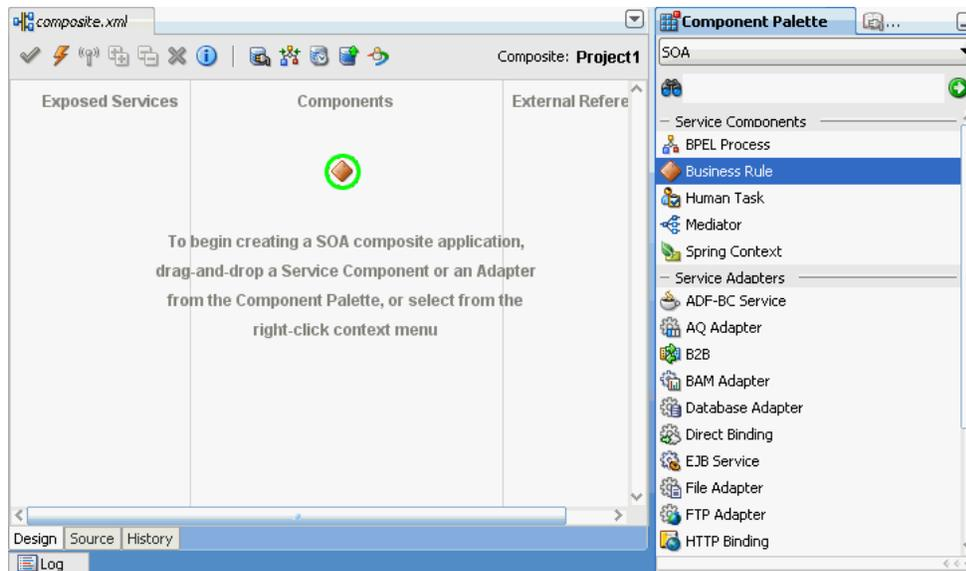 composite.xml
Composite: Project1
Exposed Services
Components
External Refere
To begin creating a SOA composite application,
drag-and-drop a Service Component or an Adapter
from the Component Palette, or select from the
right-click context menu
Design Source History
Log
Component Palette
...
SOA
Service Components
BPEL Process
Business Rule
Human Task
Mediator
Spring Context
Service Adapters
ADF-BC Service
AQ Adapter
B2B
BAM Adapter
Database Adapter
Direct Binding
EJB Service
File Adapter
FTP Adapter
HTTP Binding